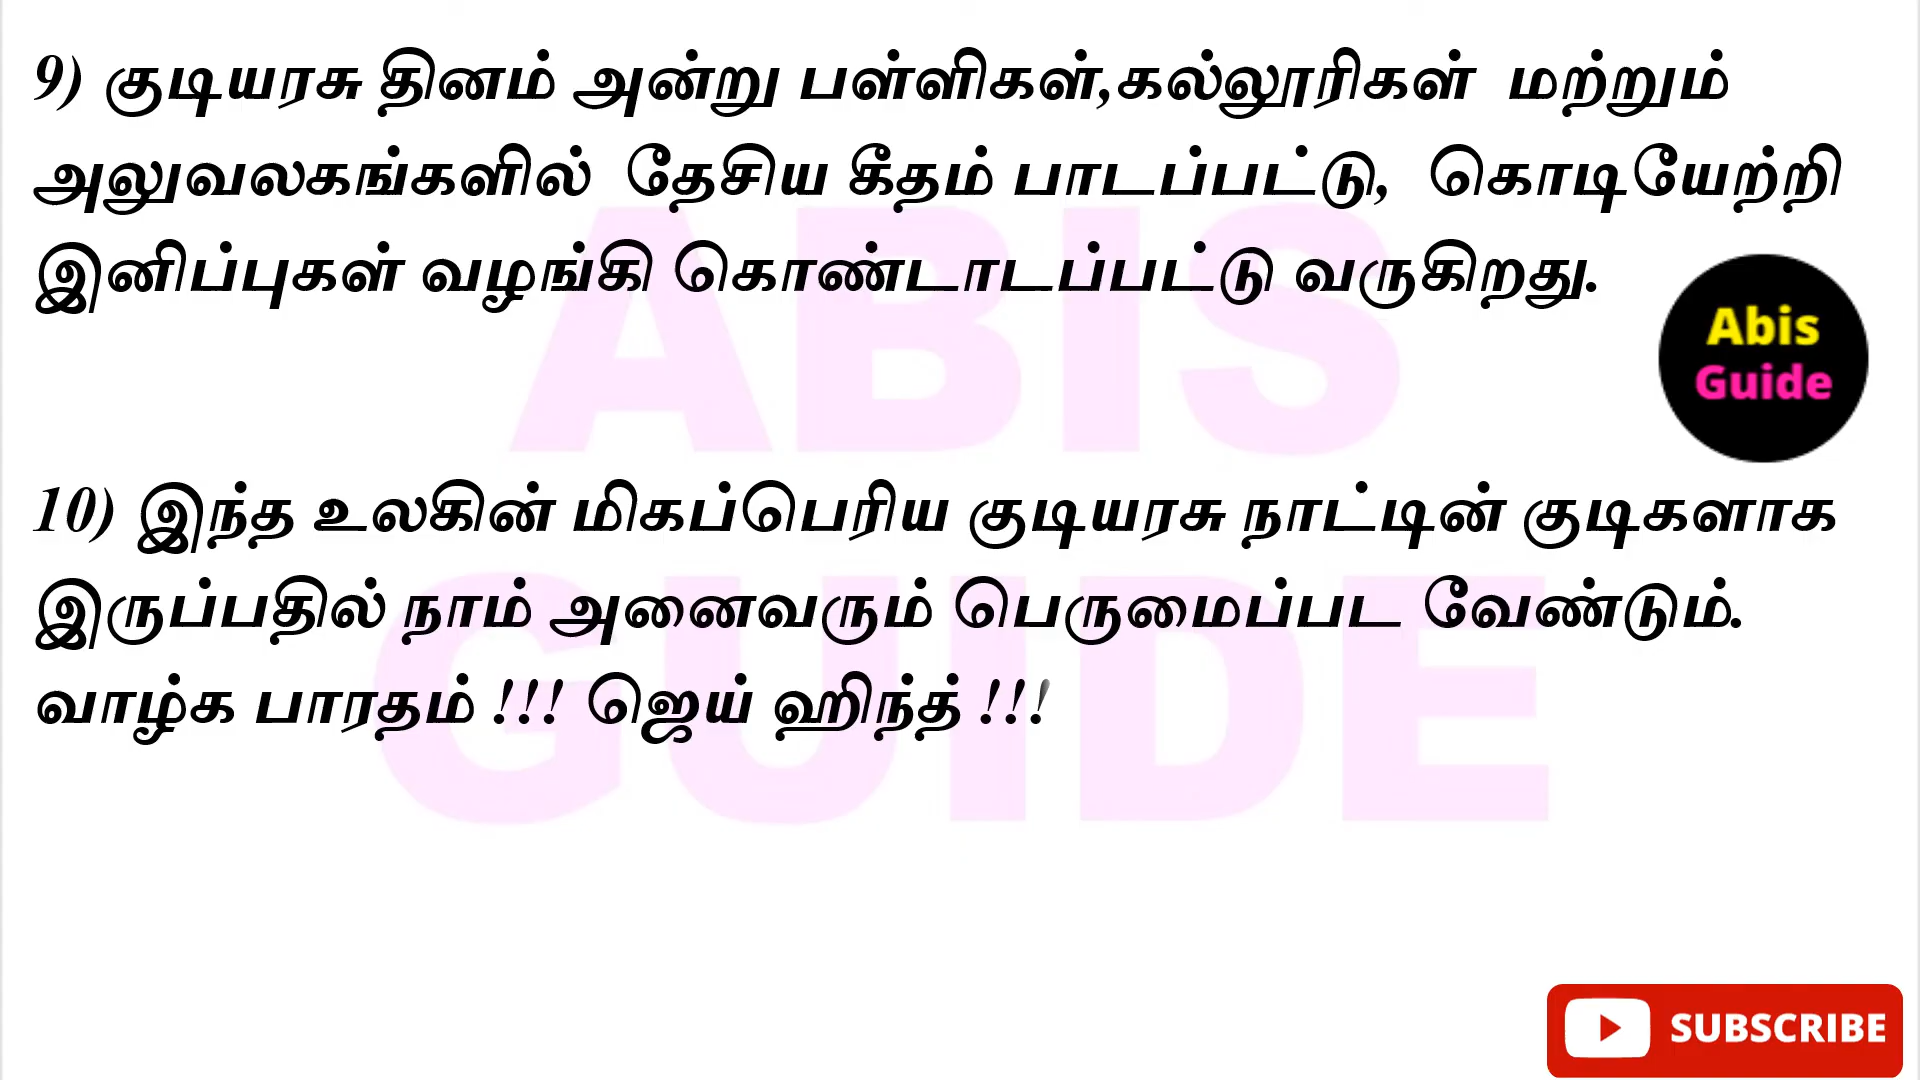 9) குடியரசு தினம் அன்று பள்ளிகள்,கல்லூரிகள் மற்றும்
அலுவலகங்களில் தேசிய கீதம் பாடப்பட்டு, கொடியேற்றி
இனிப்புகள் வழங்கி கொண்டாடப்பட்டு வருகிறது.
Abis
Guide
ABIS
10) இந்த உலகின் மிகப்பெரிய குடியரசு நாட்டின் குடிகளாக
இருப்பதில் நாம் அனைவரும் பெருமைப்பட வேண்டும்.
வாழ்க பாரதம் !!! ஜெய் ஹிந்த் !!!
GUIDE
SUBSCRIBE